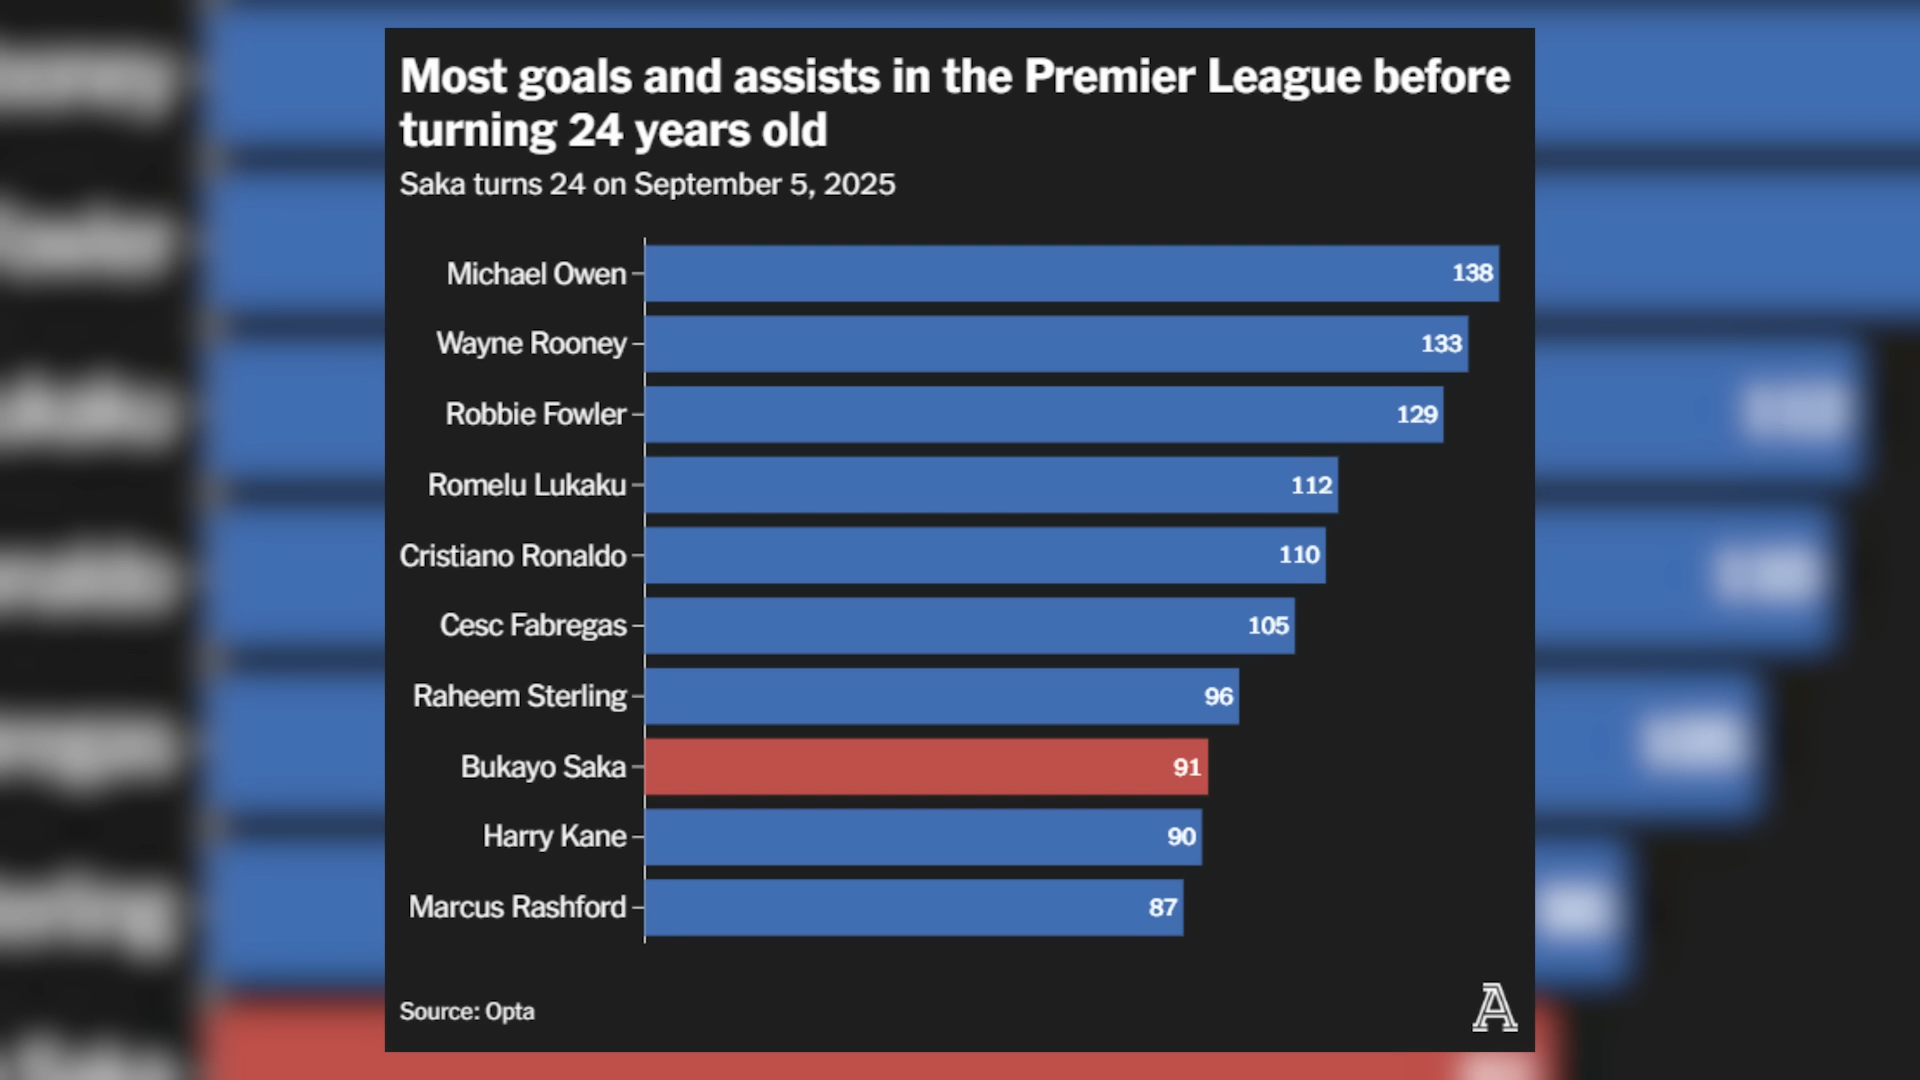 Most goals and assists in the Premier League before
turning 24 years old
Saka turns 24 on September 5, 2025
Michael Owen 138
Wayne Rooney 133
Robbie Fowler 129
Romelu Lukaku 112
Cristiano Ronaldo 110
Cesc Fabregas 105
Raheem Sterling 96
Bukayo Saka 91
Harry Kane 90
Marcus Rashford 87
Source: Opta
A